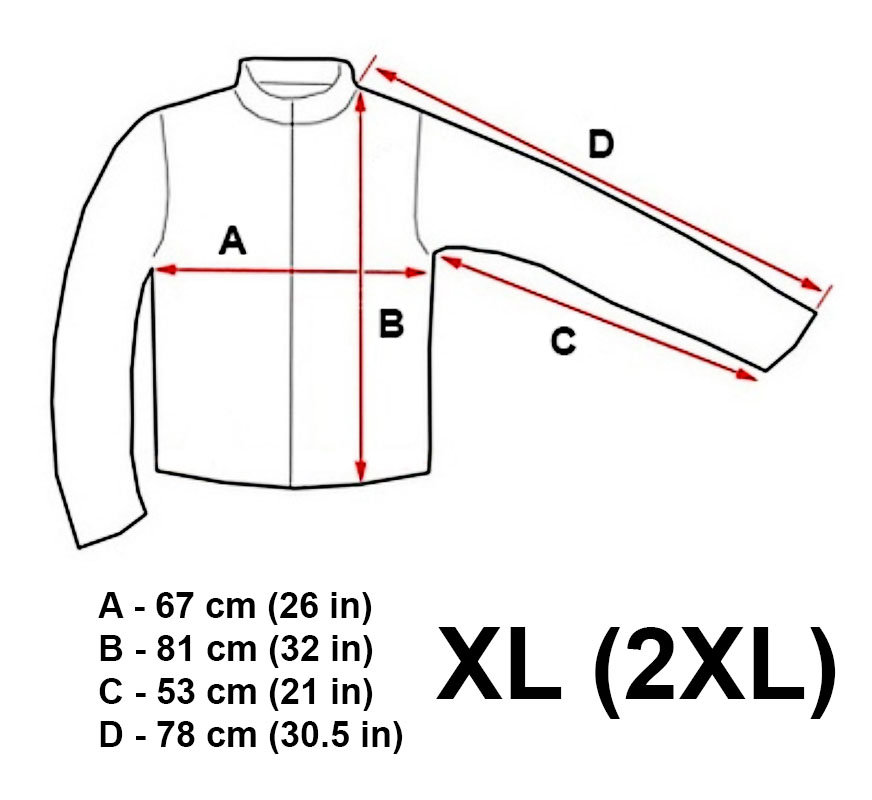 D
A
B
C
A - 67 cm (26 in)
B - 81 cm (32 in)
C - 53 cm (21 in)
D - 78 cm (30.5 in)
XL (2XL)